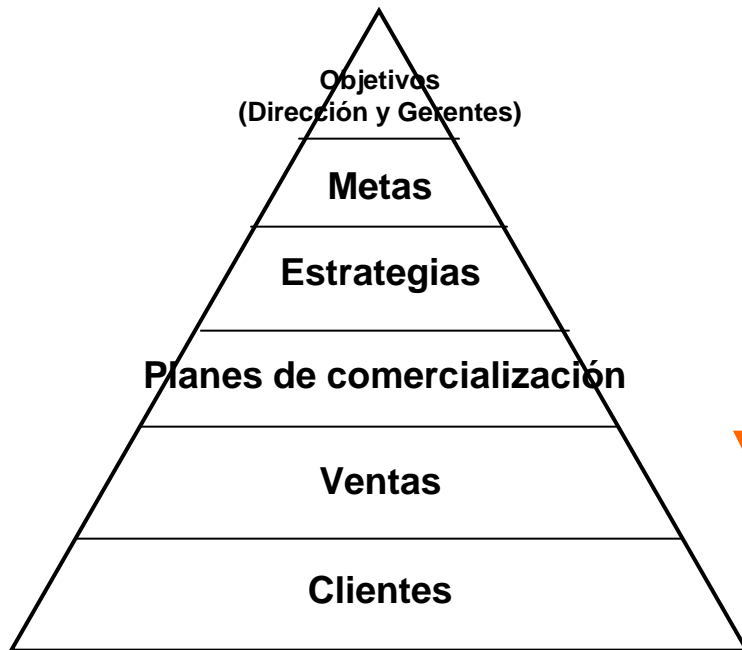 Objetivos
(Dirección y Gerentes)
Metas
Estrategias
Planes de comercialización
Ventas
Clientes